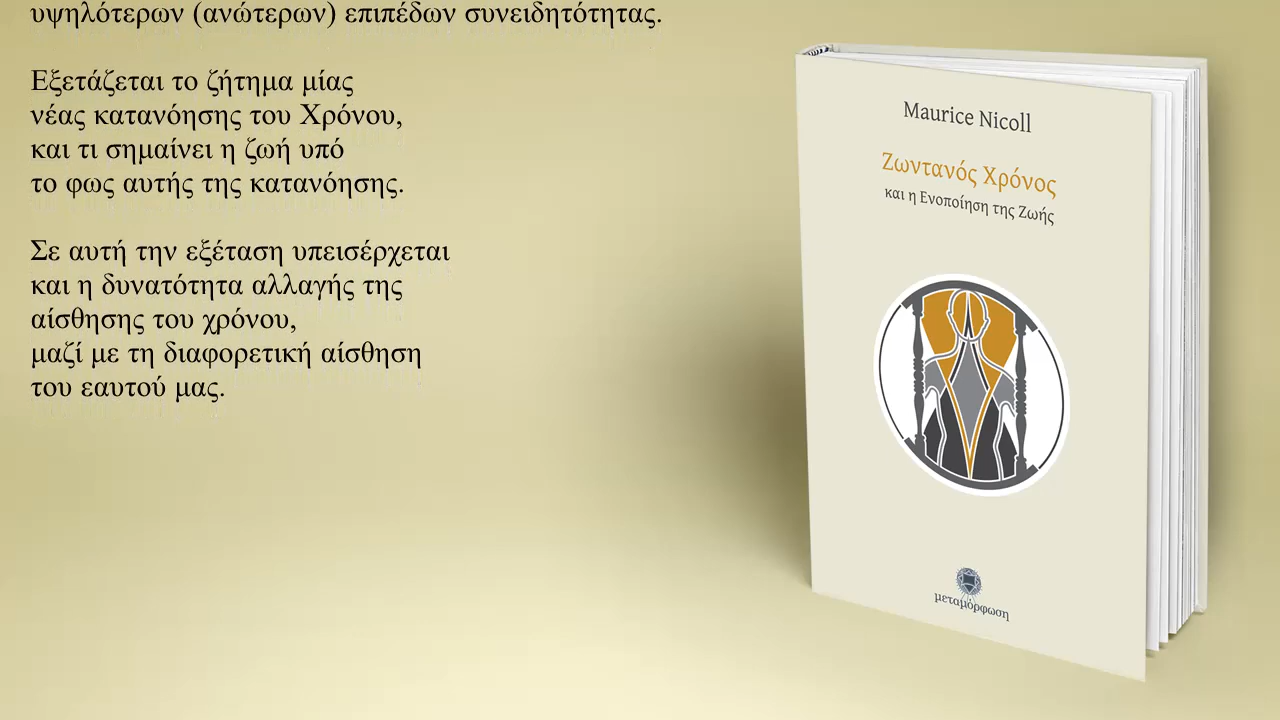 υψηλότερων (ανώτερων) επιπέδων συνειδητότητας.
Εξετάζεται το ζήτημα μίας
νέας κατανόησης του Χρόνου,
και τι σημαίνει η ζωή υπό
το φως αυτής της κατανόησης.
Σε αυτή την εξέταση υπεισέρχεται
και η δυνατότητα αλλαγής της
αίσθησης του χρόνου,
μαζί με τη διαφορετική αίσθηση
του εαυτού μας.
Maurice Nicoll
Ζωντανός Χρόνος
και η Ενοποίηση της Ζωής
μεταμόρφωση